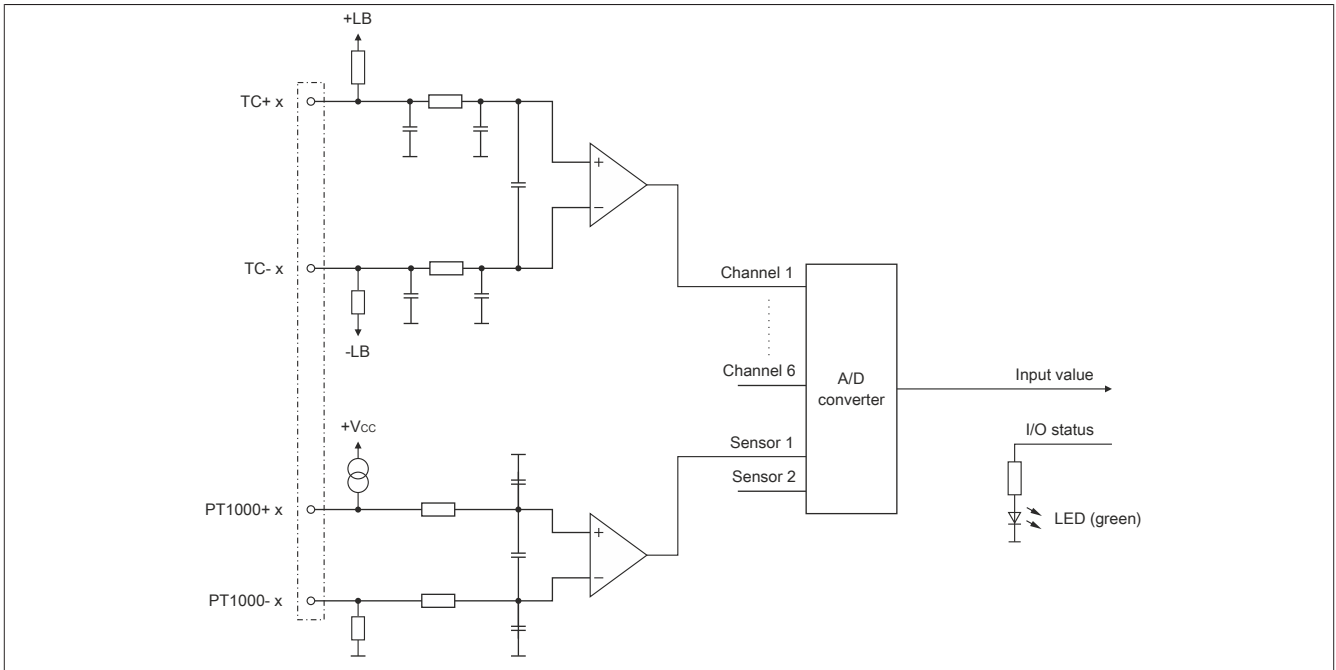 +LB
TC+ x
+
−
TC- x
-LB
Channel 1
Channel 6
A/D
converter
Input value
I/O status
LED (green)
+Vcc
Sensor 1
Sensor 2
PT1000+ x
+
−
PT1000- x